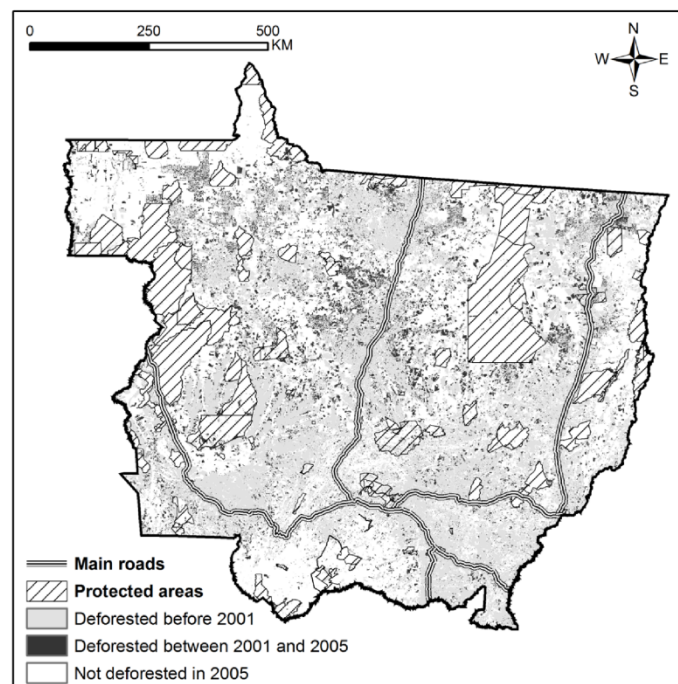 0 250 500
KM
N
W E
S
Main roads
Protected areas
Deforested before 2001
Deforested between 2001 and 2005
Not deforested in 2005